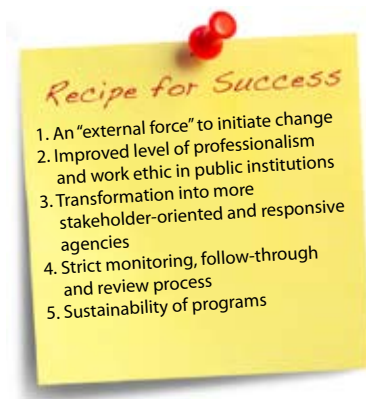 Recipe for Success
1. An "external force" to initiate change
2. Improved level of professionalism
and work ethic in public institutions
3. Transformation into more
stakeholder-oriented and responsive
agencies
4. Strict monitoring, follow-through
and review process
5. Sustainability of programs